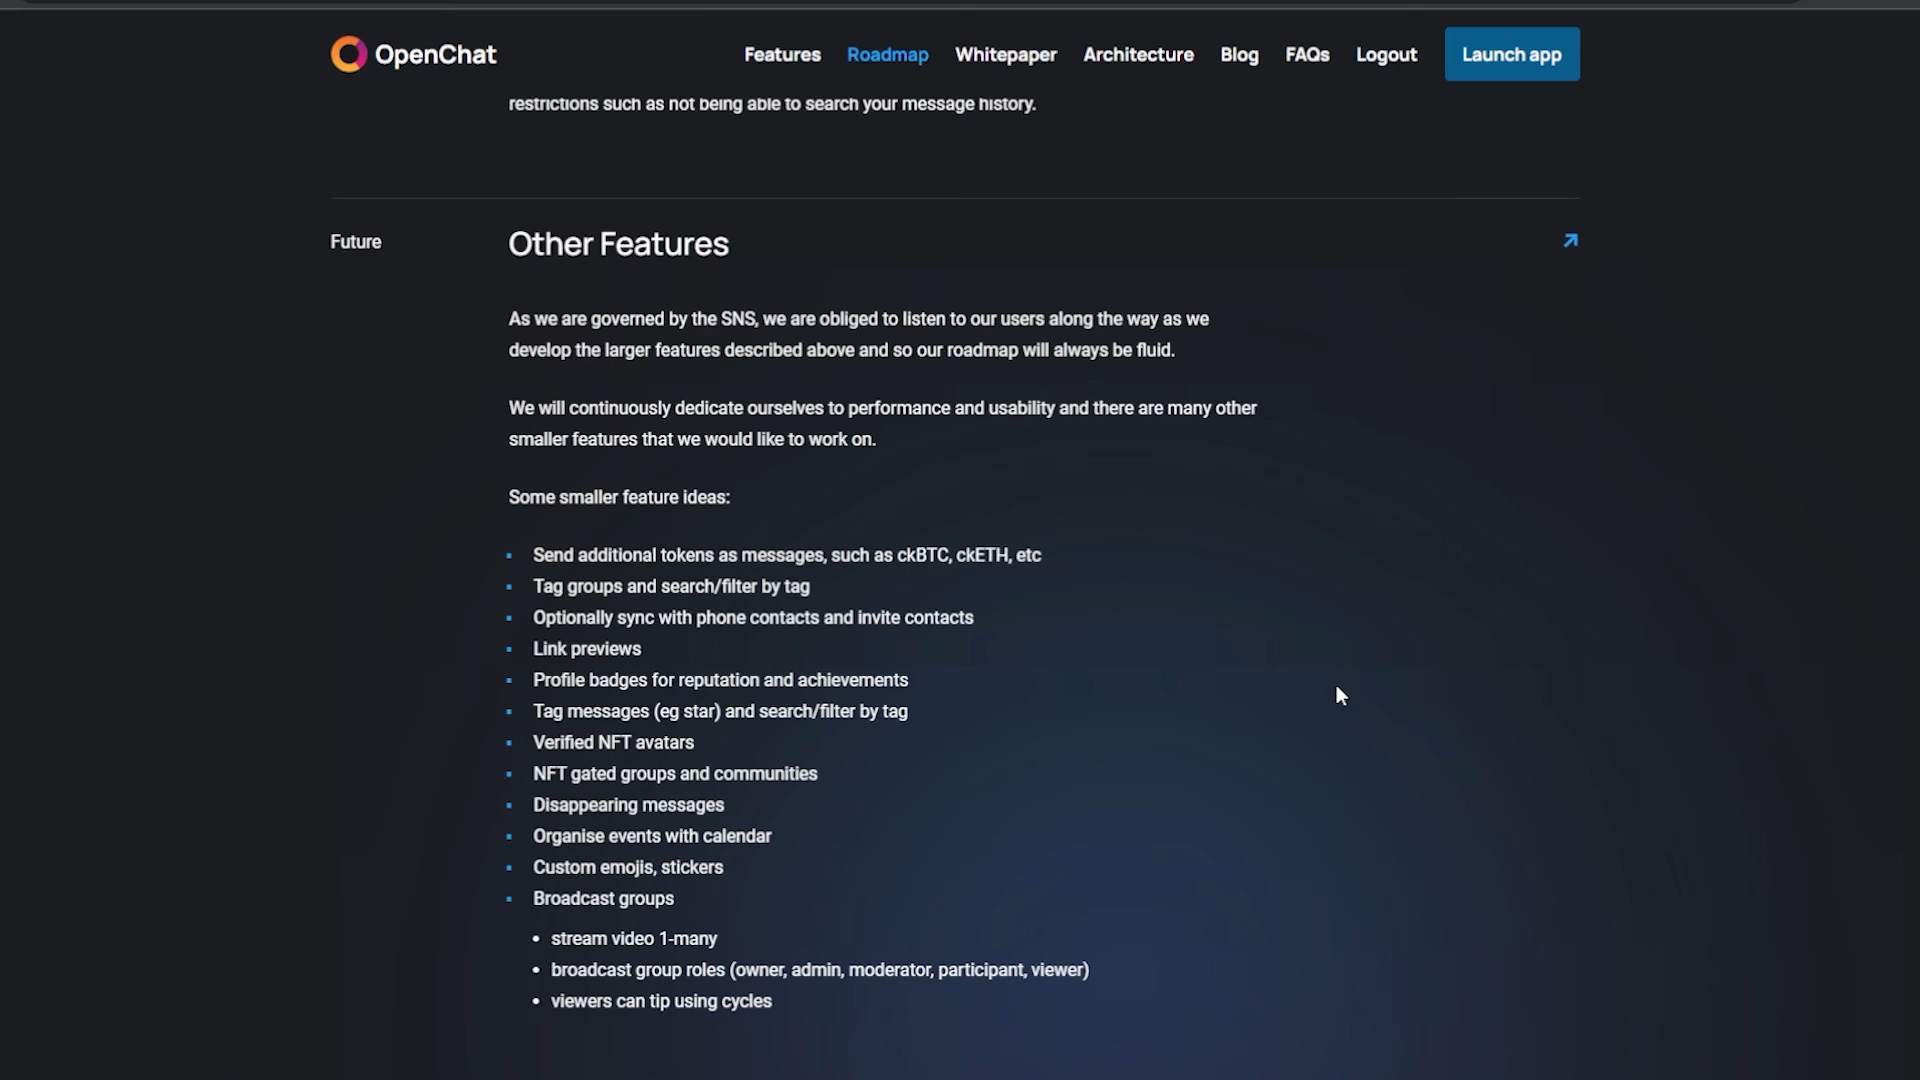 OpenChat
Features Roadmap Whitepaper Architecture Blog FAQs Logout Launch app
restrictions such as not being able to search your message history.
Future
Other Features
As we are governed by the SNS, we are obliged to listen to our users along the way as we
develop the larger features described above and so our roadmap will always be fluid.
We will continuously dedicate ourselves to performance and usability and there are many other
smaller features that we would like to work on.
Some smaller feature ideas:
Send additional tokens as messages, such as ckBTC, ckETH, etc
Tag groups and search/filter by tag
Optionally sync with phone contacts and invite contacts
Link previews
Profile badges for reputation and achievements
Tag messages (eg star) and search/filter by tag
Verified NFT avatars
NFT gated groups and communities
Disappearing messages
Organise events with calendar
Custom emojis, stickers
Broadcast groups
• stream video 1-many
• broadcast group roles (owner, admin, moderator, participant, viewer)
• viewers can tip using cycles